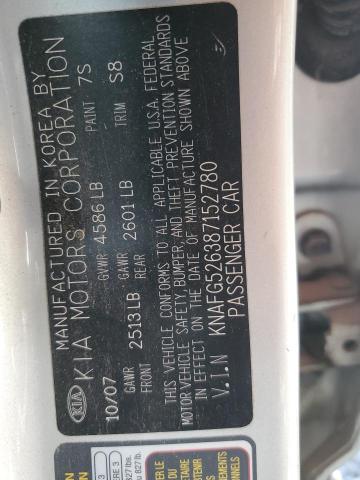 KIA
MANUFACTURED IN KOREA BY
KIA MOTORS CORPORATION
10/07 GVWR 4586 LB PAINT 7S
GAWR FRONT 2513 LB GAWR REAR 2601 LB TRIM S8
THIS VEHICLE CONFORMS TO ALL APPLICABLE U.S.A. FEDERAL
MOTOR VEHICLE SAFETY, BUMPER, AND THEFT PREVENTION STANDARDS
IN EFFECT ON THE DATE OF MANUFACTURE SHOWN ABOVE
V.I.N KNAFG526387152780
PASSENGER CAR